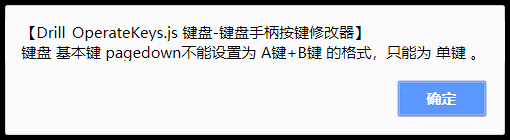 【Drill OperateKeys.js 键盘-键盘手柄按键修改器】
键盘 基本键 pagedown不能设置为 A键+B键 的格式，只能为 单键 。
确定